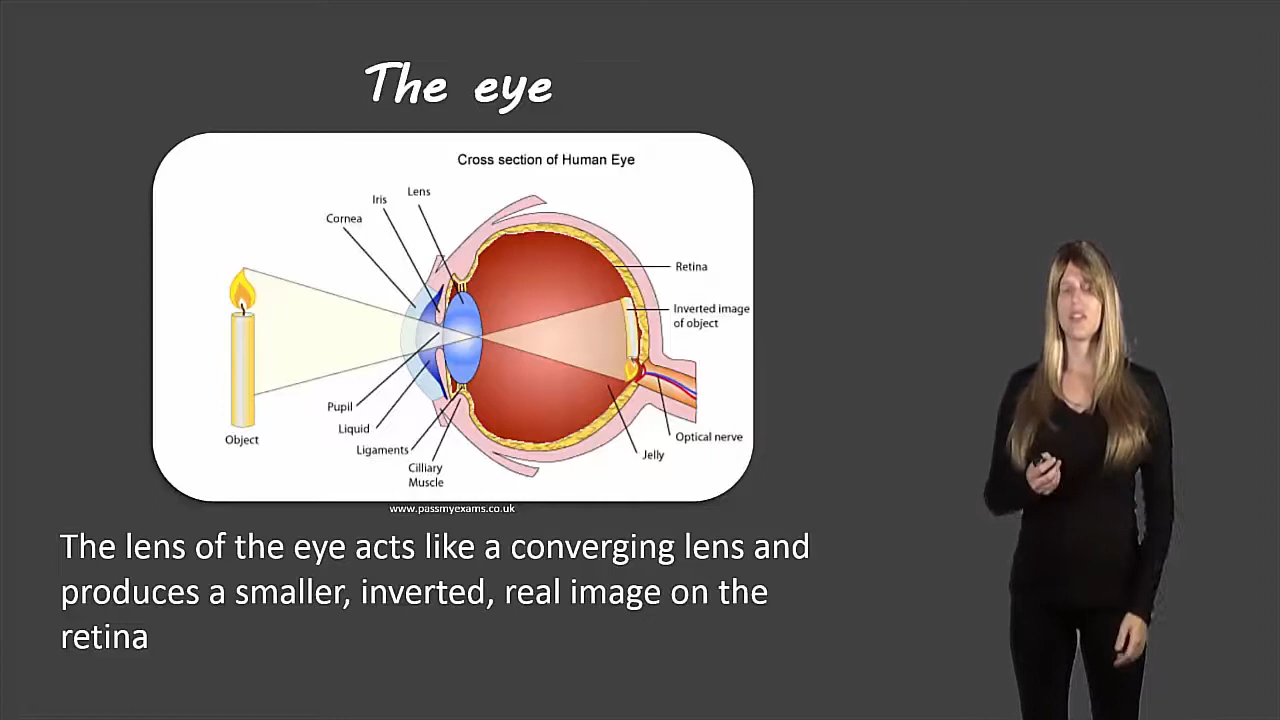 The eye
Cross section of Human Eye
Lens
Iris
Cornea
Retina
Inverted image
of object
Pupil
Liquid
Ligaments
Cilliary
Muscle
Object
Optical nerve
Jelly
www.passmyexams.co.uk
The lens of the eye acts like a converging lens and
produces a smaller, inverted, real image on the
retina